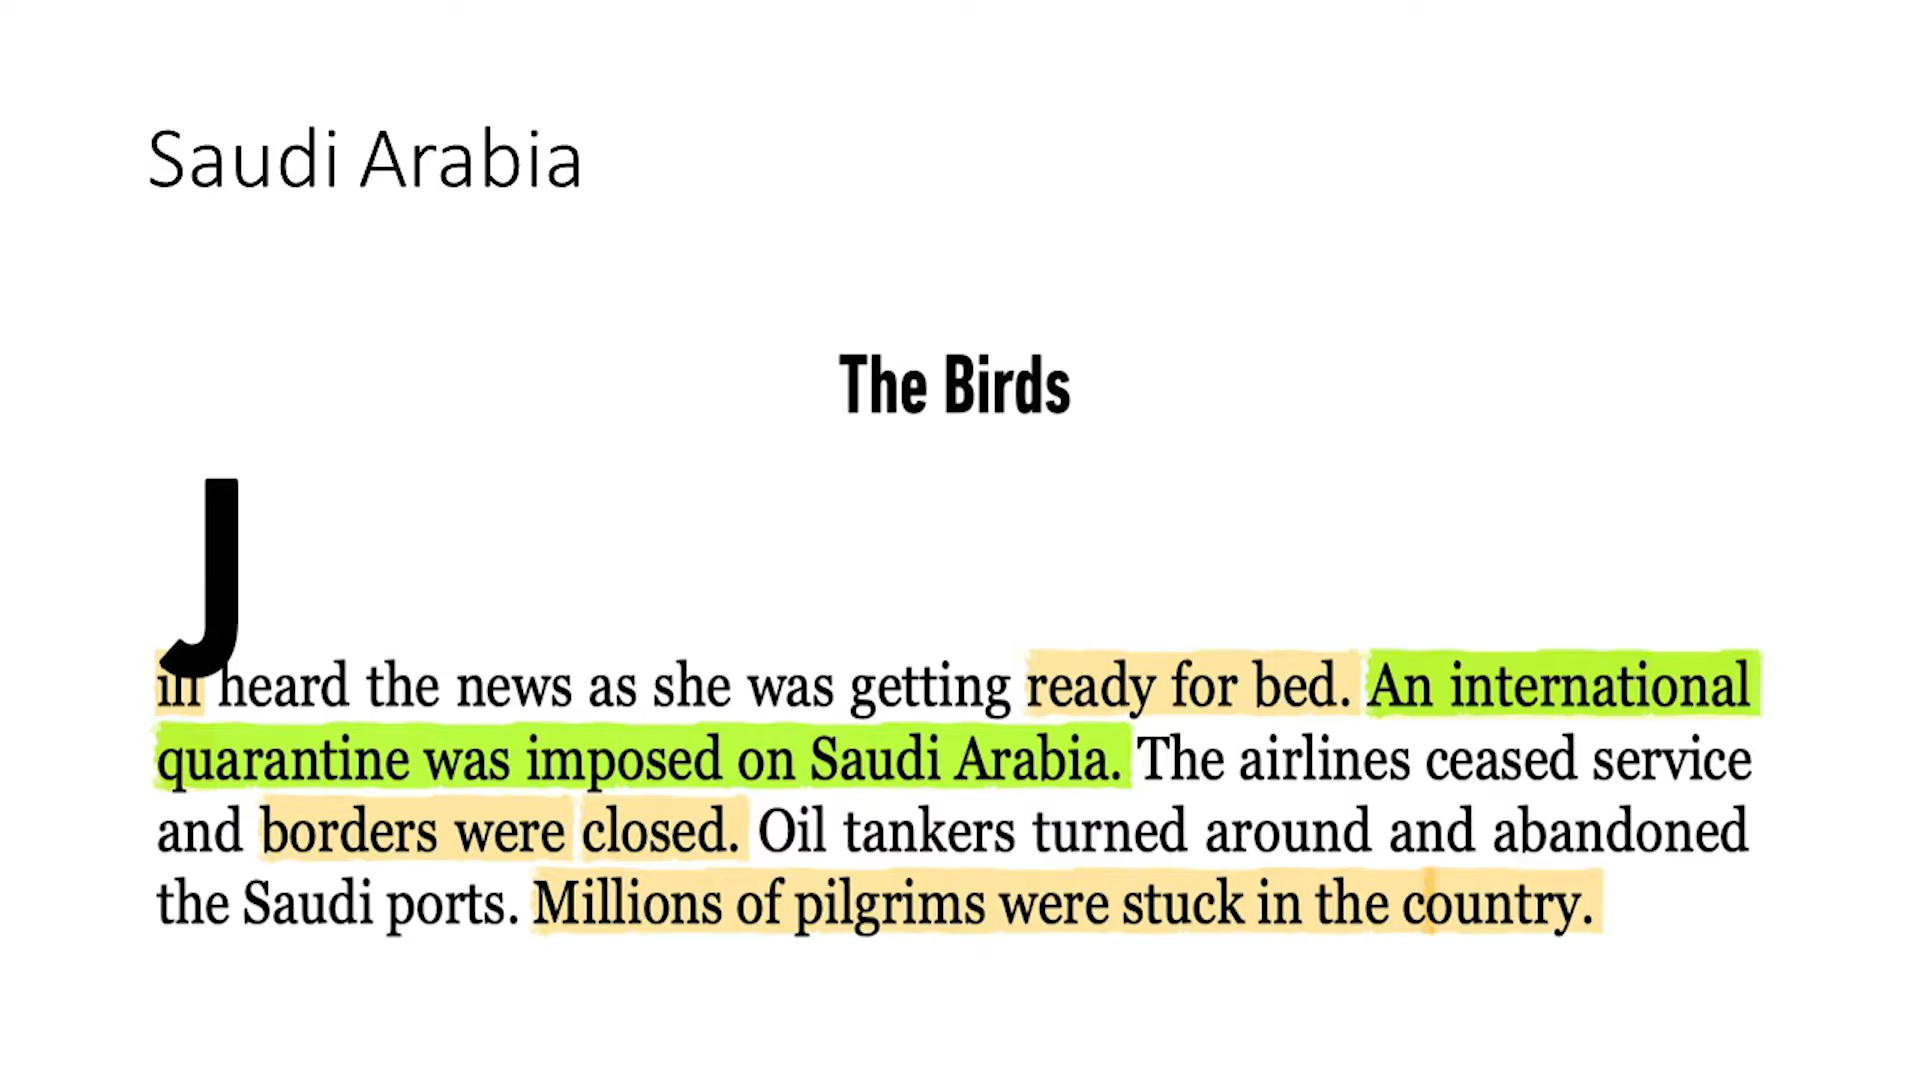 Saudi Arabia
The Birds
Jill heard the news as she was getting ready for bed. An international
quarantine was imposed on Saudi Arabia. The airlines ceased service
and borders were closed. Oil tankers turned around and abandoned
the Saudi ports. Millions of pilgrims were stuck in the country.